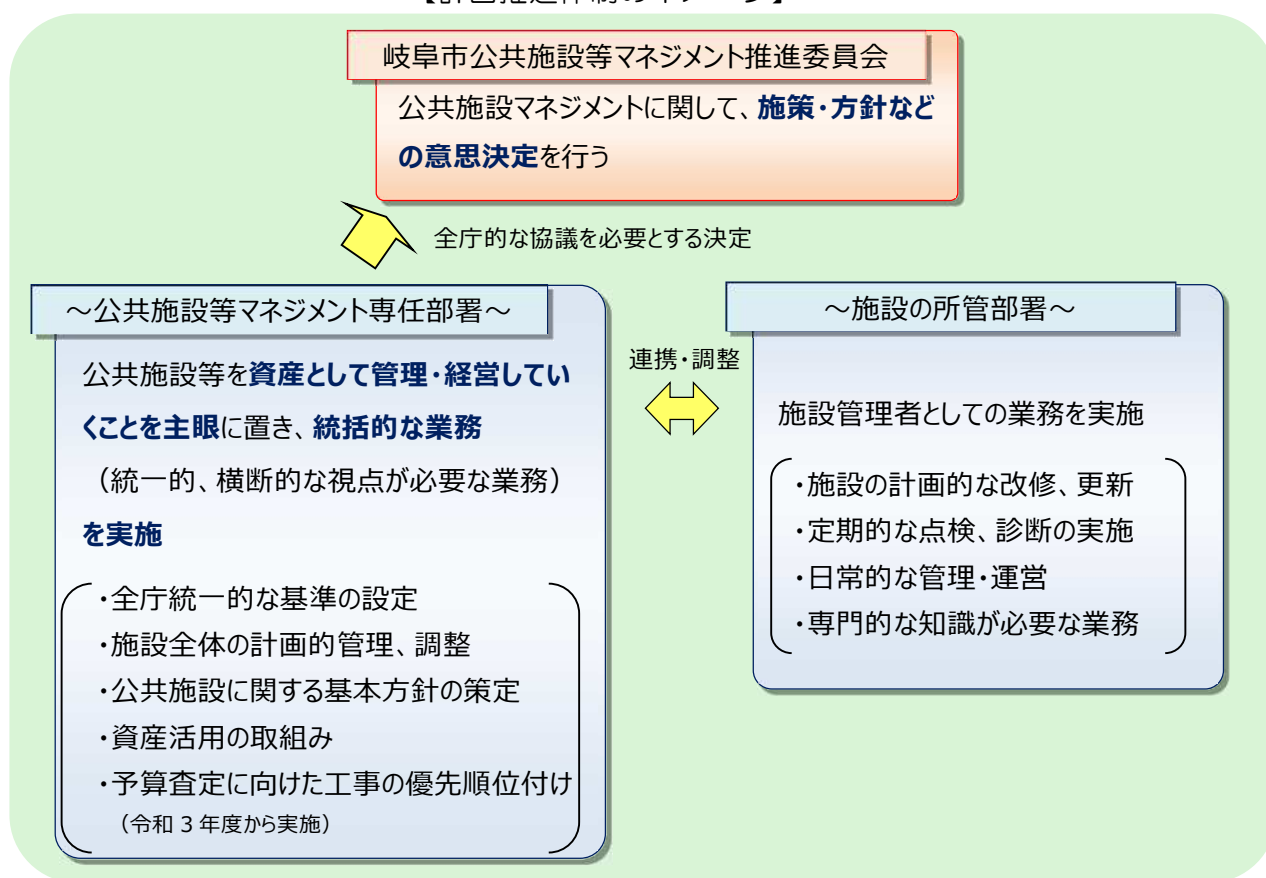 【計画推進体制のイメージ】
岐阜市公共施設等マネジメント推進委員会
公共施設マネジメントに関して、施策・方針など
の意思決定を行う
全庁的な協議を必要とする決定
～公共施設等マネジメント専任部署～
公共施設等を資産として管理・経営してい
くことを主眼に置き、統括的な業務
（統一的、横断的な視点が必要な業務）
を実施
・全庁統一的な基準の設定
・施設全体の計画的管理、調整
・公共施設に関する基本方針の策定
・資産活用の取組み
・予算査定に向けた工事の優先順位付け
（令和 3 年度から実施）
連携・調整
～施設の所管部署～
施設管理者としての業務を実施
・施設の計画的な改修、更新
・定期的な点検、診断の実施
・日常的な管理・運営
・専門的な知識が必要な業務